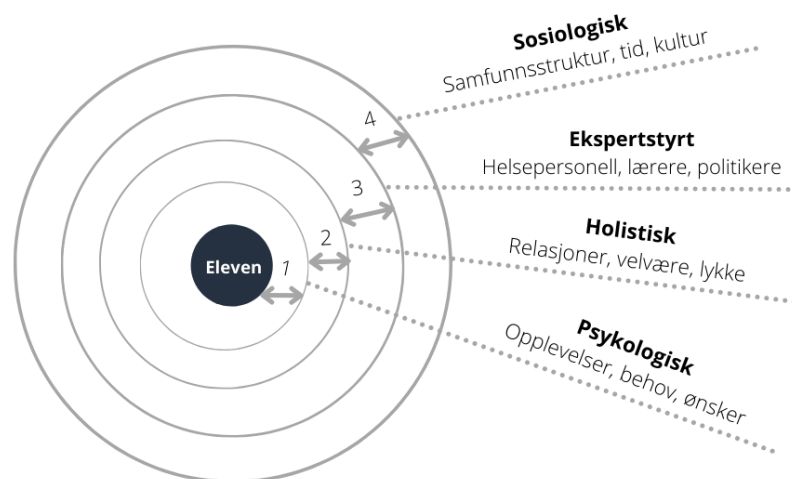 Sosiologisk
Samfunnsstruktur, tid, kultur
4
Ekspertstyrt
Helsepersonell, lærere, politikere
3
Holistisk
Relasjoner, velvære, lykke
2
Eleven
1
Psykologisk
Opplevelser, behov, ønsker